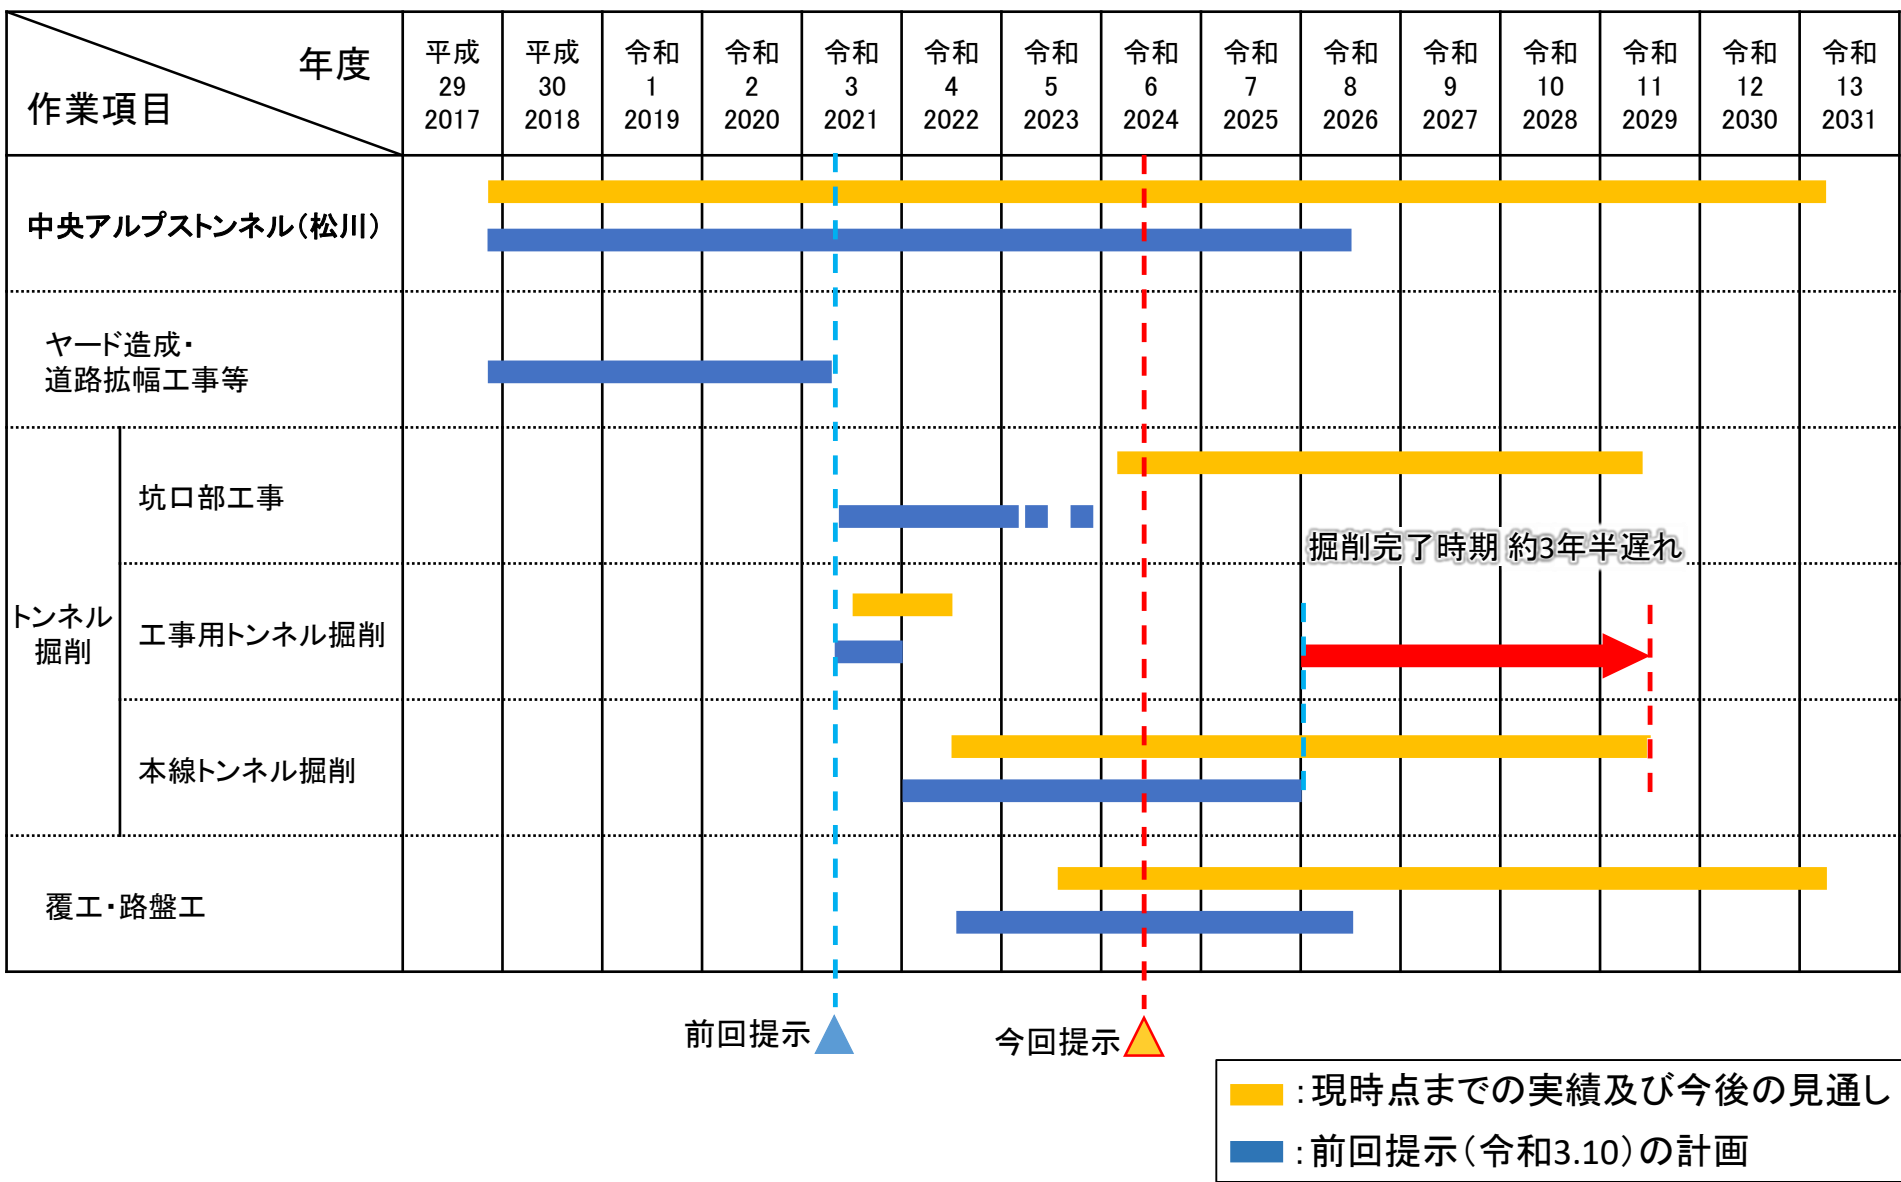 年度
作業項目
平成
29
2017
平成
30
2018
令和
1
2019
令和
2
2020
令和
3
2021
令和
4
2022
令和
5
2023
令和
6
2024
令和
7
2025
令和
8
2026
令和
9
2027
令和
10
2028
令和
11
2029
令和
12
2030
令和
13
2031
中央アルプストンネル（松川）
ヤード造成・
道路拡幅工事等
トンネル
掘削
坑口部工事
掘削完了時期 約3年半遅れ
工事用トンネル掘削
本線トンネル掘削
覆工・路盤工
前回提示
今回提示
：現時点までの実績及び今後の見通し
：前回提示（令和3.10）の計画